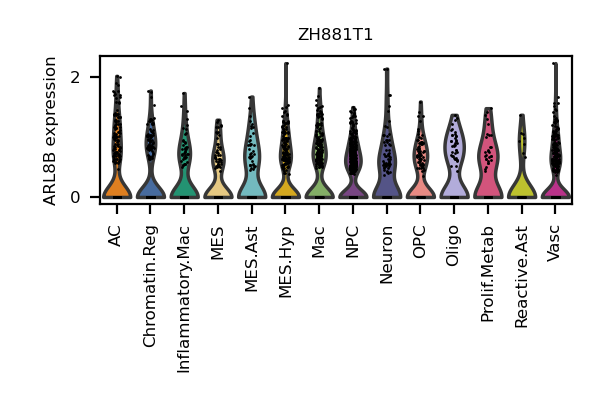 ZH881T1
ARL8B expression
2
0
AC
Chromatin.Reg
Inflammatory.Mac
MES
MES.Ast
MES.Hyp
Mac
NPC
Neuron
OPC
Oligo
Prolif.Metab
Reactive.Ast
Vasc